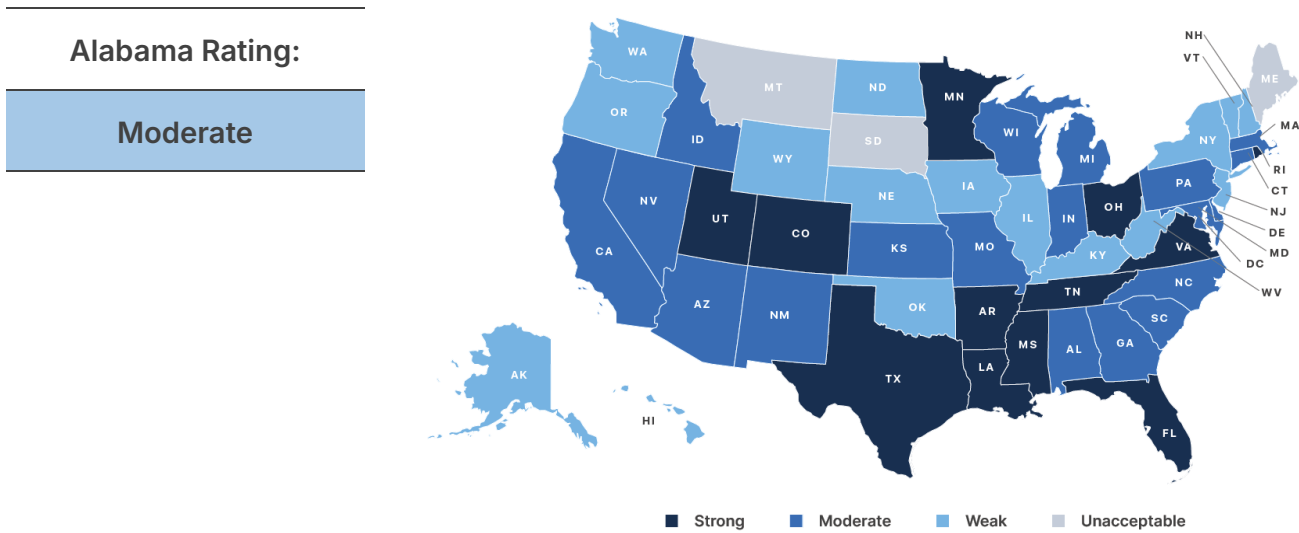 Alabama Rating:
Moderate
NH
VT
WA
MT
ND
MN
ME
OR
ID
WI
MI
NY
MA
SD
WY
RI
CT
IA
PA
NE
NV
UT
CO
IL
IN
OH
NJ
DE
MD
DC
WV
CA
KS
MO
KY
VA
AZ
NM
OK
AR
TN
NC
SC
MS
AL
GA
TX
LA
FL
AK
HI
Strong
Moderate
Weak
Unacceptable